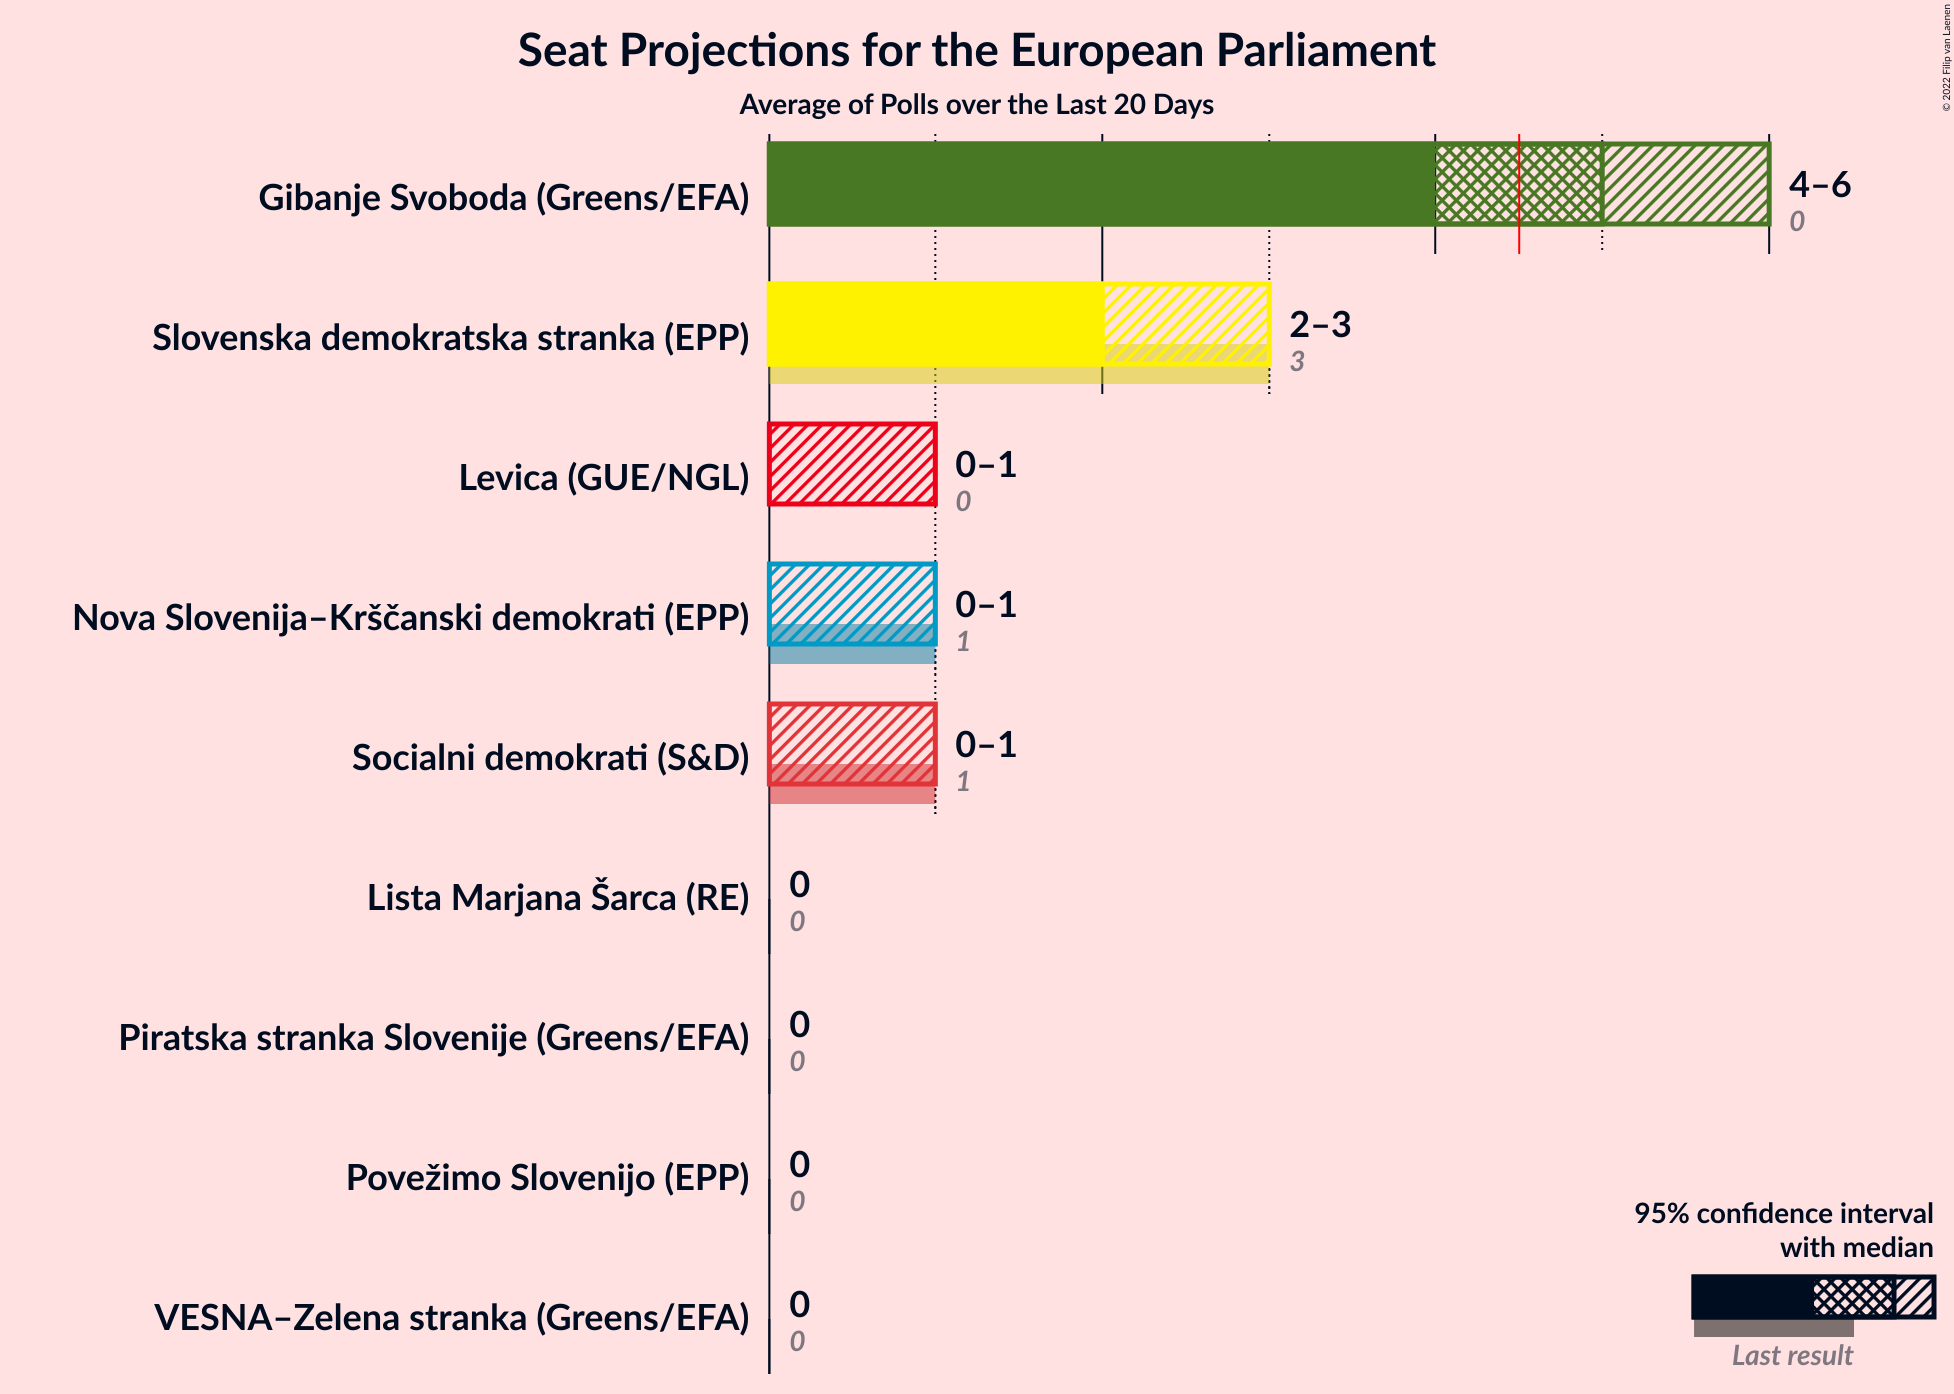 Seat Projections for the European Parliament
Average of Polls over the Last 20 Days
© 2022 Filip van Laenen
Gibanje Svoboda (Greens/EFA)
4–6
0
Slovenska demokratska stranka (EPP)
2–3
3
Levica (GUE/NGL)
0–1
0
Nova Slovenija–Krščanski demokrati (EPP)
0–1
1
Socialni demokrati (S&D)
0–1
1
Lista Marjana Šarca (RE)
0
0
Piratska stranka Slovenije (Greens/EFA)
0
0
Povežimo Slovenijo (EPP)
0
0
VESNA–Zelena stranka (Greens/EFA)
0
0
95% confidence interval
with median
Last result